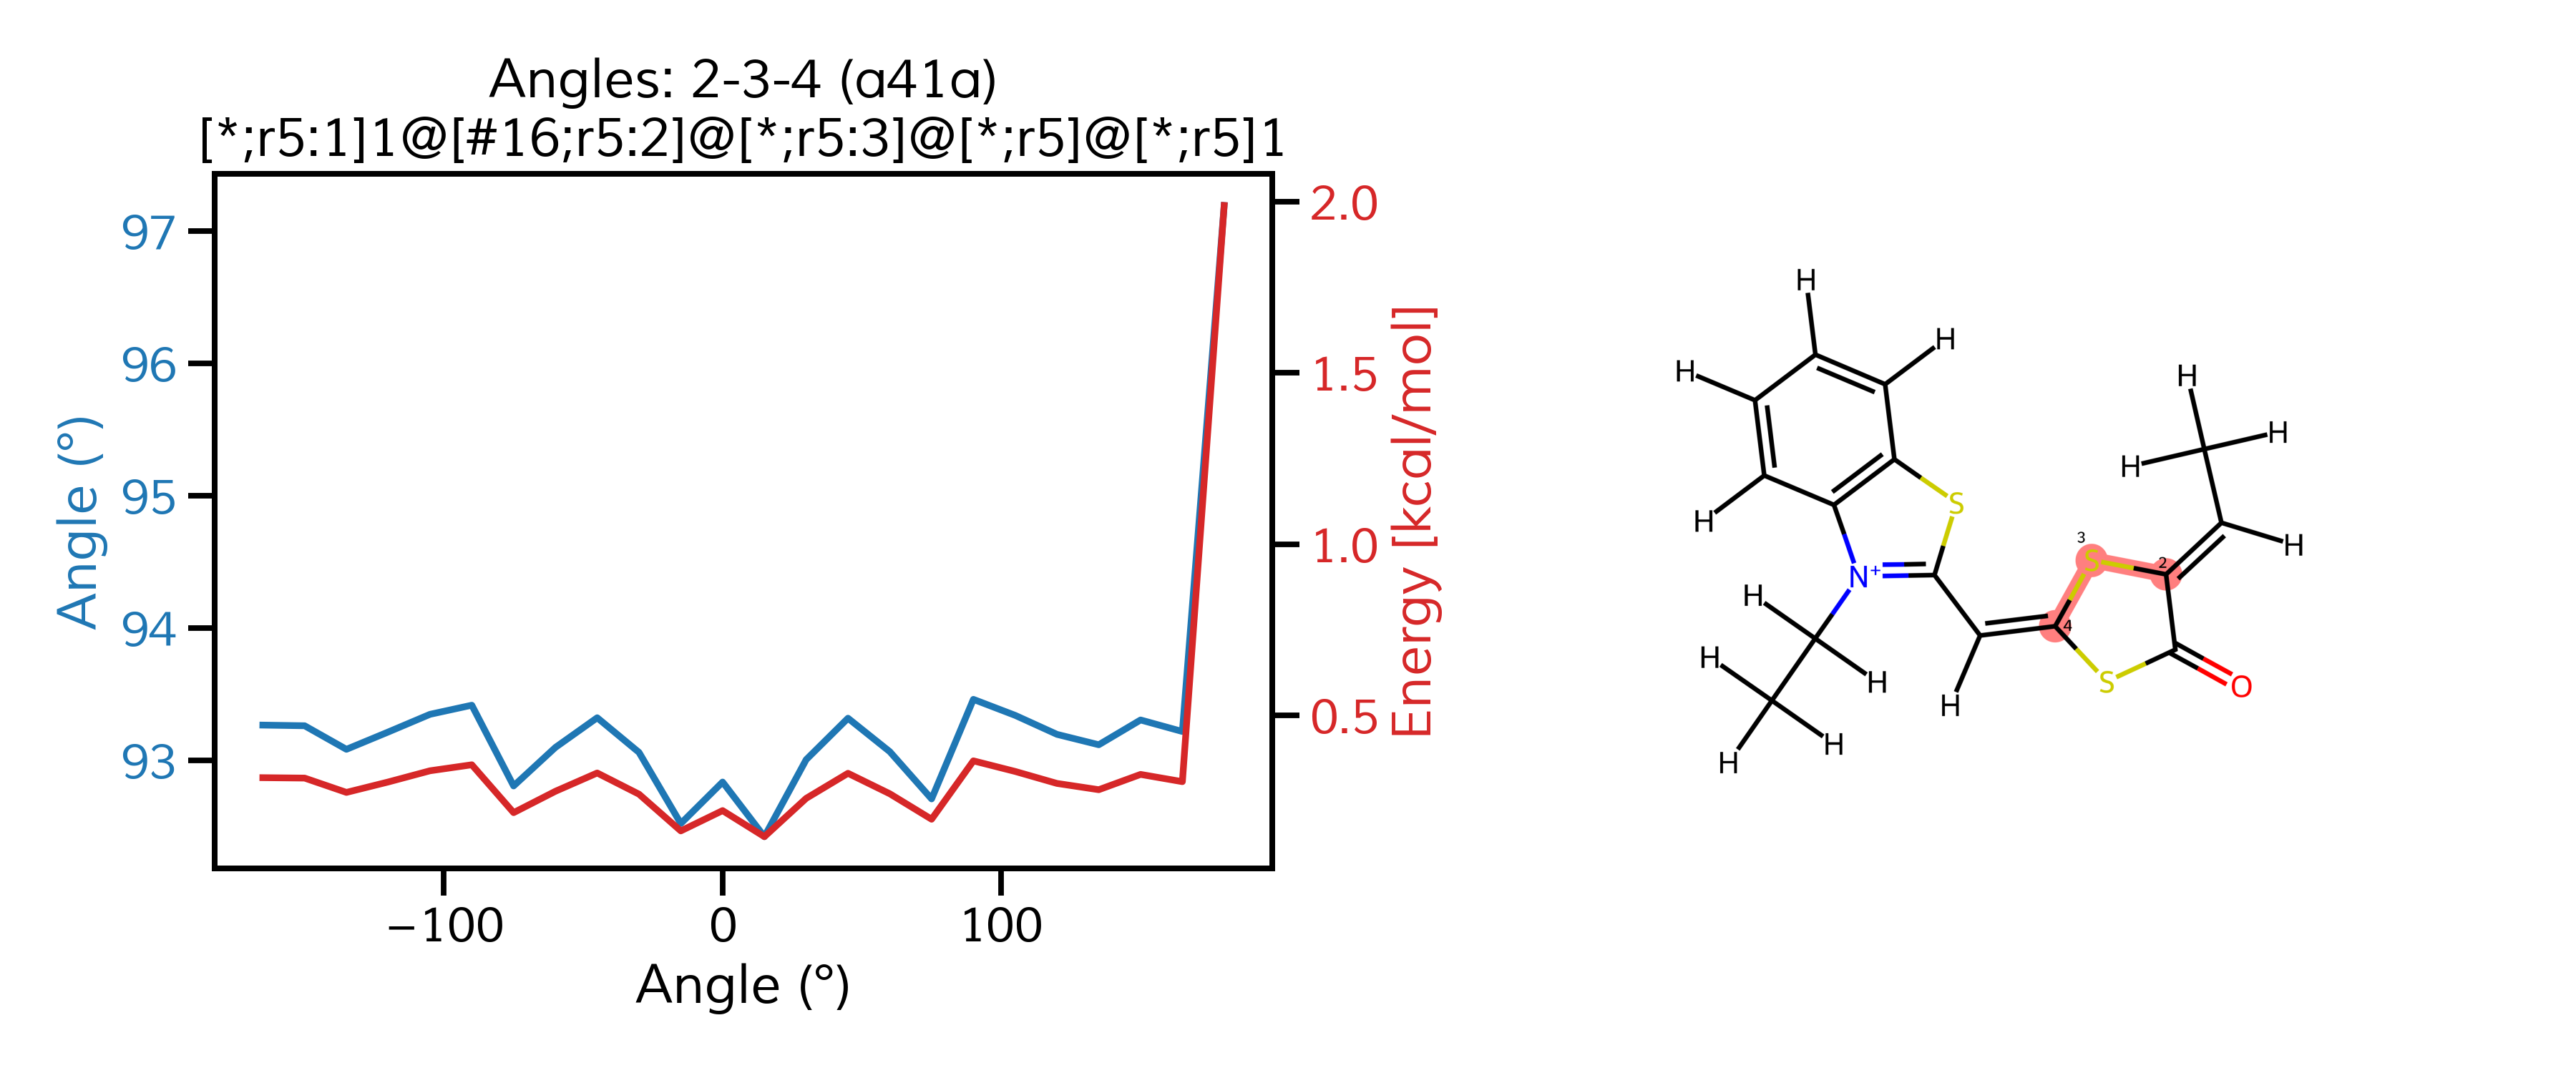 Angles: 2-3-4 (a41a)
[*;r5:1]1@[#16;r5:2]@[*;r5:3]@[*;r5]@[*;r5]1
97
96
95
94
93
Angle (°)
2.0
1.5
1.0
0.5
Energy [kcal/mol]
−100 0 100
Angle (°)
H
H
H
H
H
H
H
S
H
3
S
2
H
N+
H
4
H
H
S
O
H
H
H